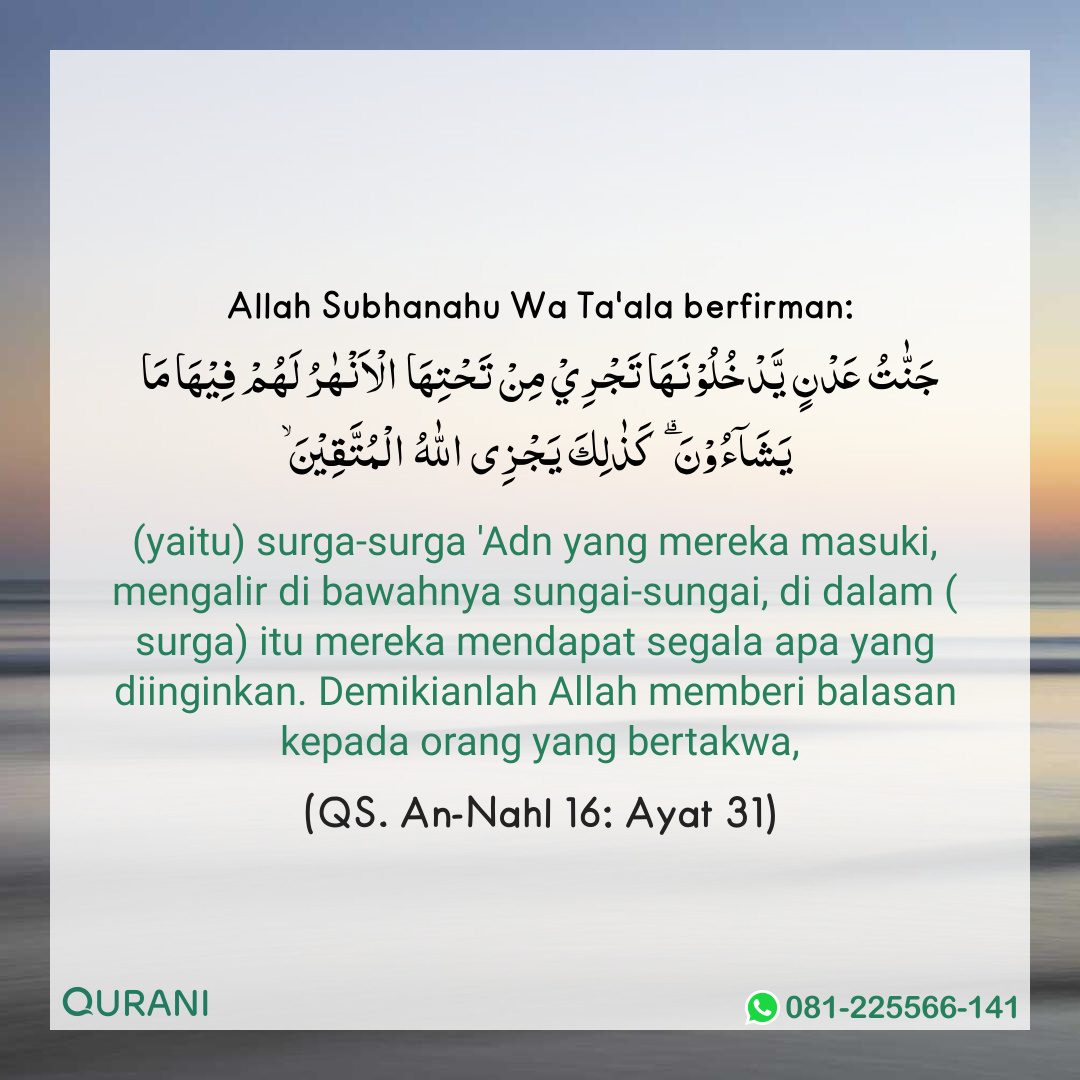 Allah Subhanahu Wa Ta'ala berfirman:
جَنّٰتُ عَدْنٍ يَّدْخُلُوْنَهَا تَجْرِيْ مِنْ تَحْتِهَا الْاَنْهٰرُ لَهُمْ فِيْهَا مَا
يَشَآءُوْنَ ۗ كَذٰلِكَ يَجْزِى اللّٰهُ الْمُتَّقِيْنَ ۙ
(yaitu) surga-surga 'Adn yang mereka masuki,
mengalir di bawahnya sungai-sungai, di dalam (
surga) itu mereka mendapat segala apa yang
diinginkan. Demikianlah Allah memberi balasan
kepada orang yang bertakwa,
(QS. An-Nahl 16: Ayat 31)
QURANI
081-225566-141